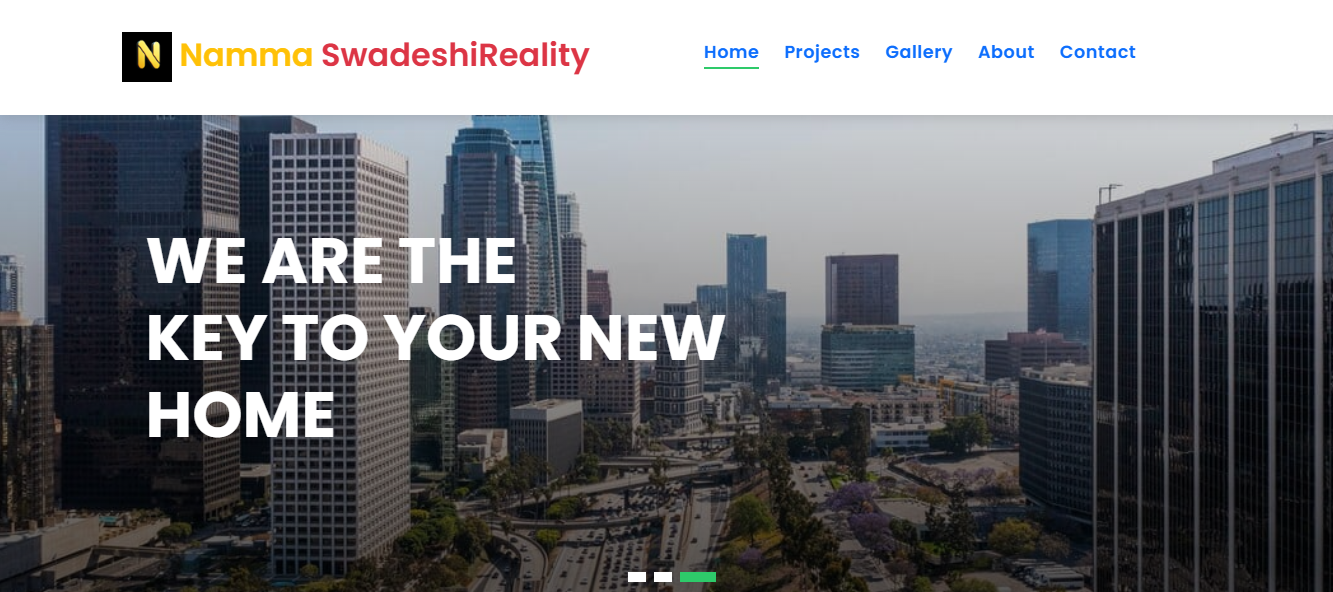 N Namma SwadeshiReality
Home Projects Gallery About Contact
WE ARE THE
KEY TO YOUR NEW
HOME